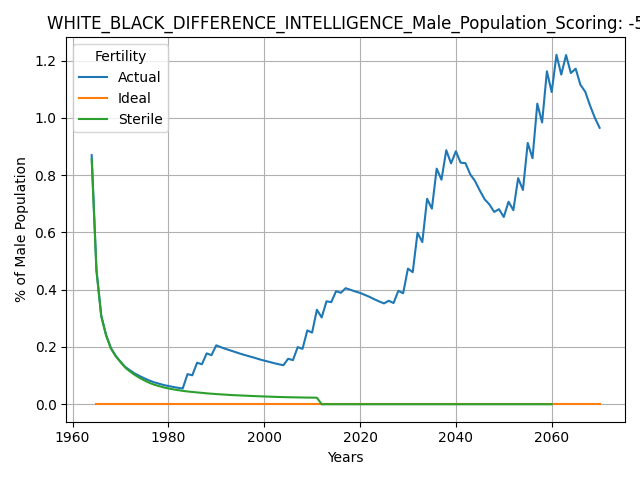 WHITE_BLACK_DIFFERENCE_INTELLIGENCE_Male_Population_Scoring: -5
Fertility
Actual
Ideal
Sterile
% of Male Population
1.2
1.0
0.8
0.6
0.4
0.2
0.0
1960 1980 2000 2020 2040 2060
Years